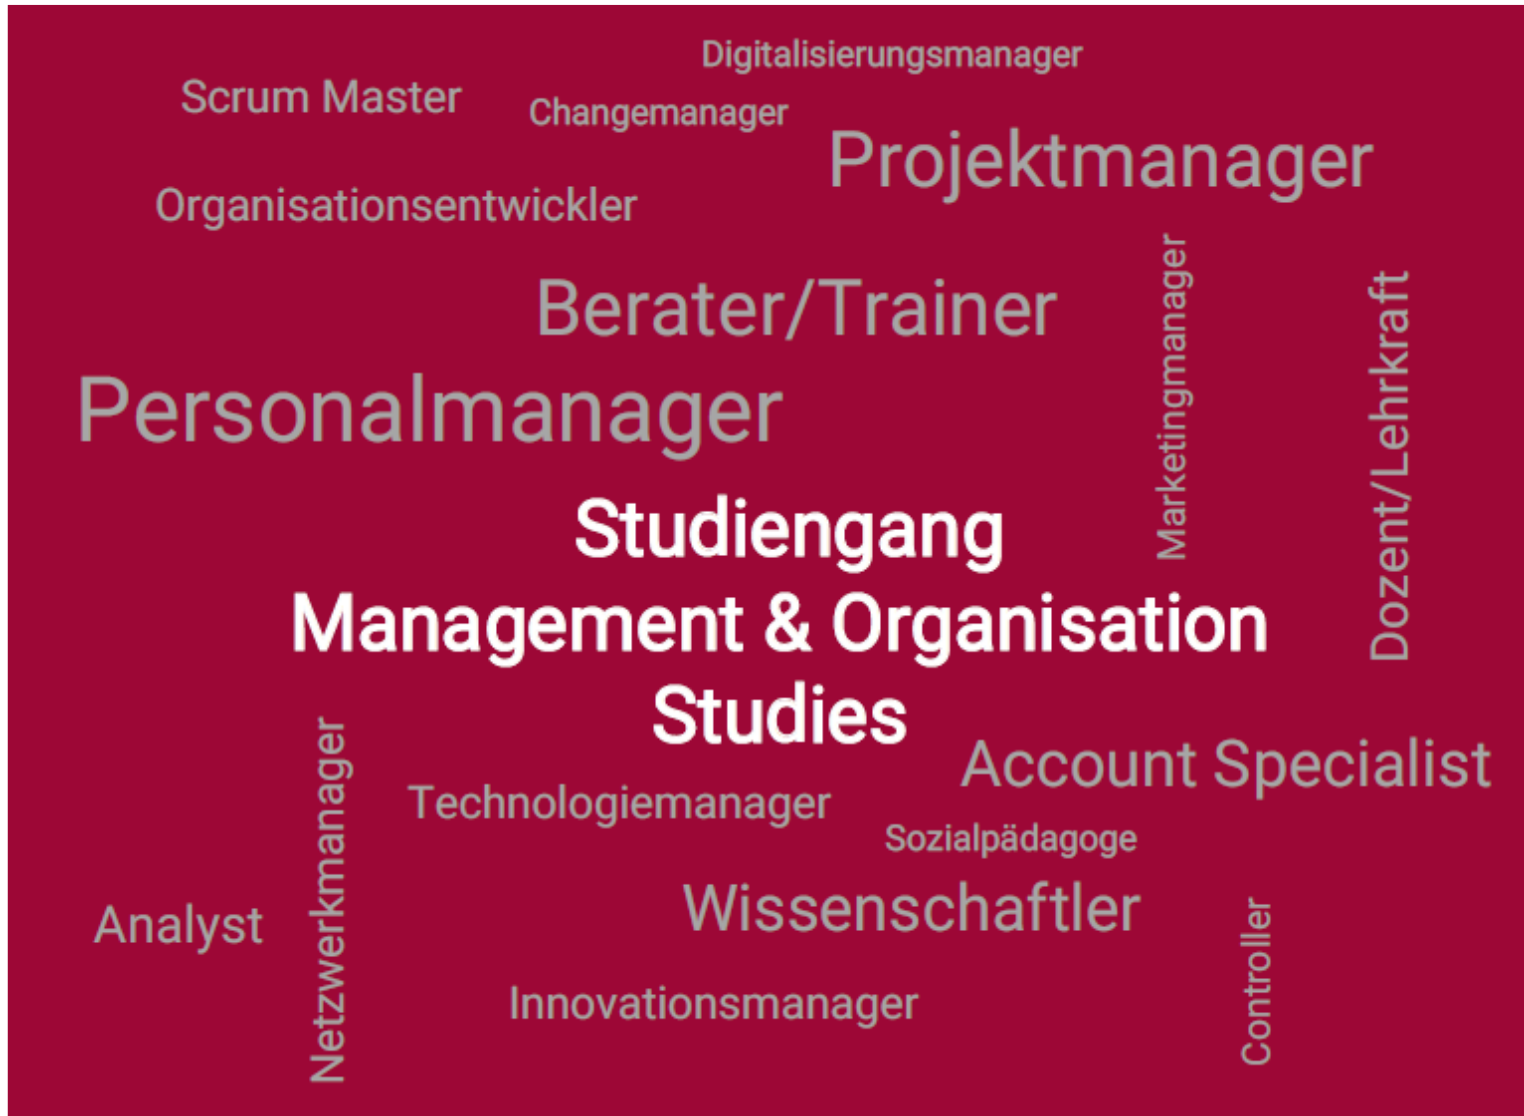 Digitalisierungsmanager
Scrum Master
Changemanager
Projektmanager
Organisationsentwickler
Marketingmanager
Dozent/Lehrkraft
Berater/Trainer
Personalmanager
Studiengang
Management & Organisation
Studies
Netzwerkmanager
Account Specialist
Technologiemanager
Sozialpädagoge
Wissenschaftler
Analyst
Controller
Innovationsmanager